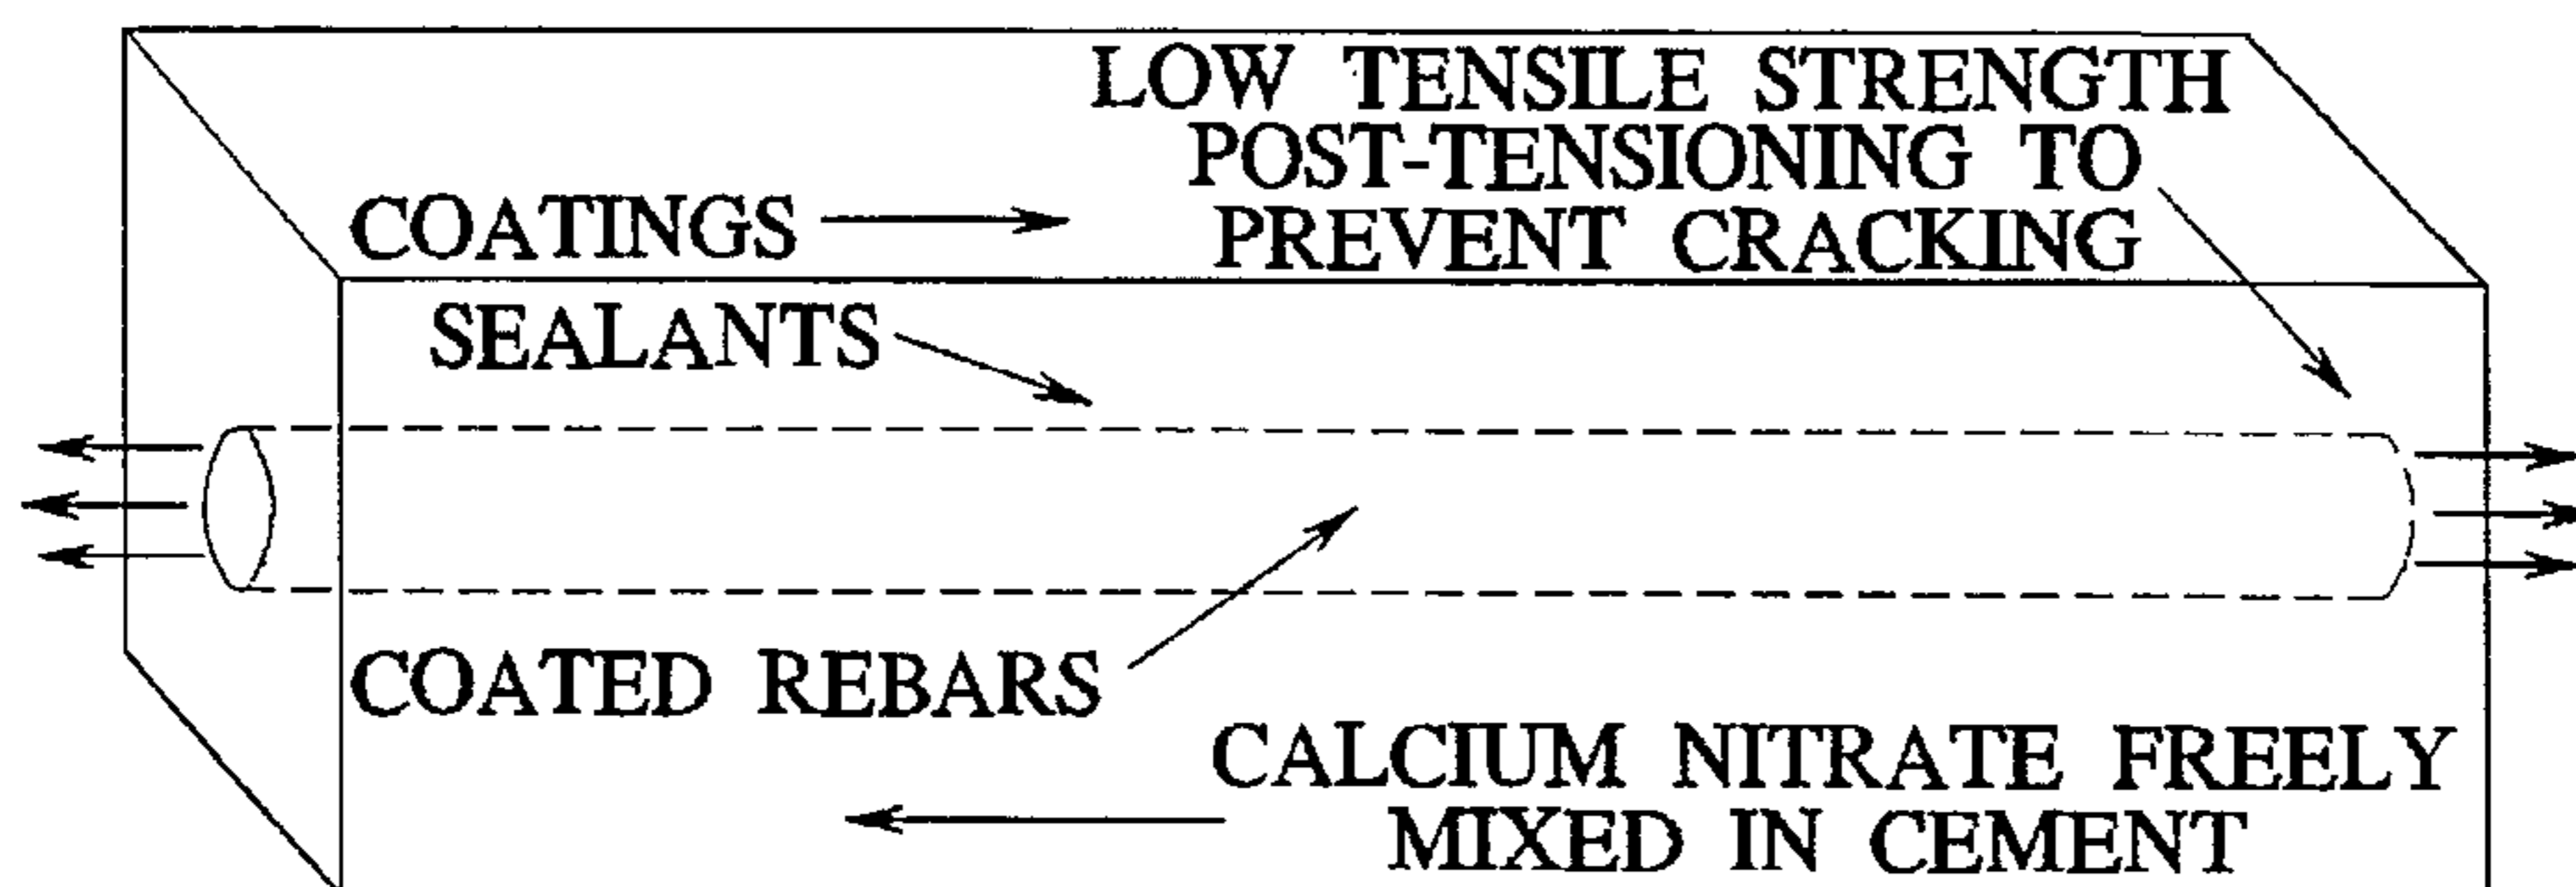 LOW TENSILE STRENGTH
POST-TENSIONING TO
PREVENT CRACKING
COATINGS
SEALANTS
COATED REBARS
CALCIUM NITRATE FREELY
MIXED IN CEMENT